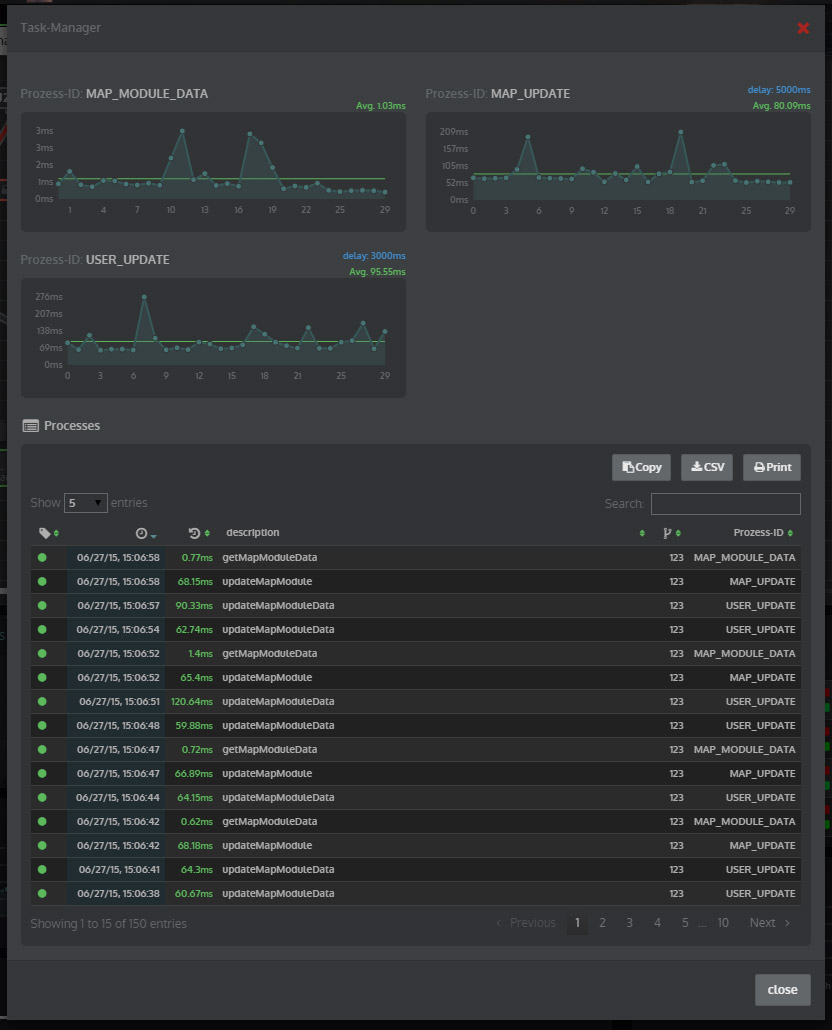 Task-Manager
Prozess-ID: MAP_MODULE_DATA
Avg. 1.03ms
3ms
3ms
2ms
1ms
0ms
1 4 7 10 13 16 19 22 25 29
Prozess-ID: MAP_UPDATE
delay: 5000ms
Avg. 80.09ms
209ms
157ms
105ms
52ms
0ms
0 3 6 9 12 15 18 21 25 29
Prozess-ID: USER_UPDATE
delay: 3000ms
Avg. 95.55ms
276ms
207ms
138ms
69ms
0ms
0 3 6 9 12 15 18 21 25 29
Processes
Copy CSV Print
Show 5 entries Search:
description Prozess-ID
06/27/15, 15:06:58 0.77ms getMapModuleData 123 MAP_MODULE_DATA
06/27/15, 15:06:58 68.15ms updateMapModule 123 MAP_UPDATE
06/27/15, 15:06:57 90.33ms updateMapModuleData 123 USER_UPDATE
06/27/15, 15:06:54 62.74ms updateMapModuleData 123 USER_UPDATE
06/27/15, 15:06:52 1.4ms getMapModuleData 123 MAP_MODULE_DATA
06/27/15, 15:06:52 65.4ms updateMapModule 123 MAP_UPDATE
06/27/15, 15:06:51 120.64ms updateMapModuleData 123 USER_UPDATE
06/27/15, 15:06:48 59.88ms updateMapModuleData 123 USER_UPDATE
06/27/15, 15:06:47 0.72ms getMapModuleData 123 MAP_MODULE_DATA
06/27/15, 15:06:47 66.89ms updateMapModule 123 MAP_UPDATE
06/27/15, 15:06:44 64.15ms updateMapModuleData 123 USER_UPDATE
06/27/15, 15:06:42 0.62ms getMapModuleData 123 MAP_MODULE_DATA
06/27/15, 15:06:42 68.18ms updateMapModule 123 MAP_UPDATE
06/27/15, 15:06:41 64.3ms updateMapModuleData 123 USER_UPDATE
06/27/15, 15:06:38 60.67ms updateMapModuleData 123 USER_UPDATE
Showing 1 to 15 of 150 entries Previous 1 2 3 4 5 ... 10 Next
close